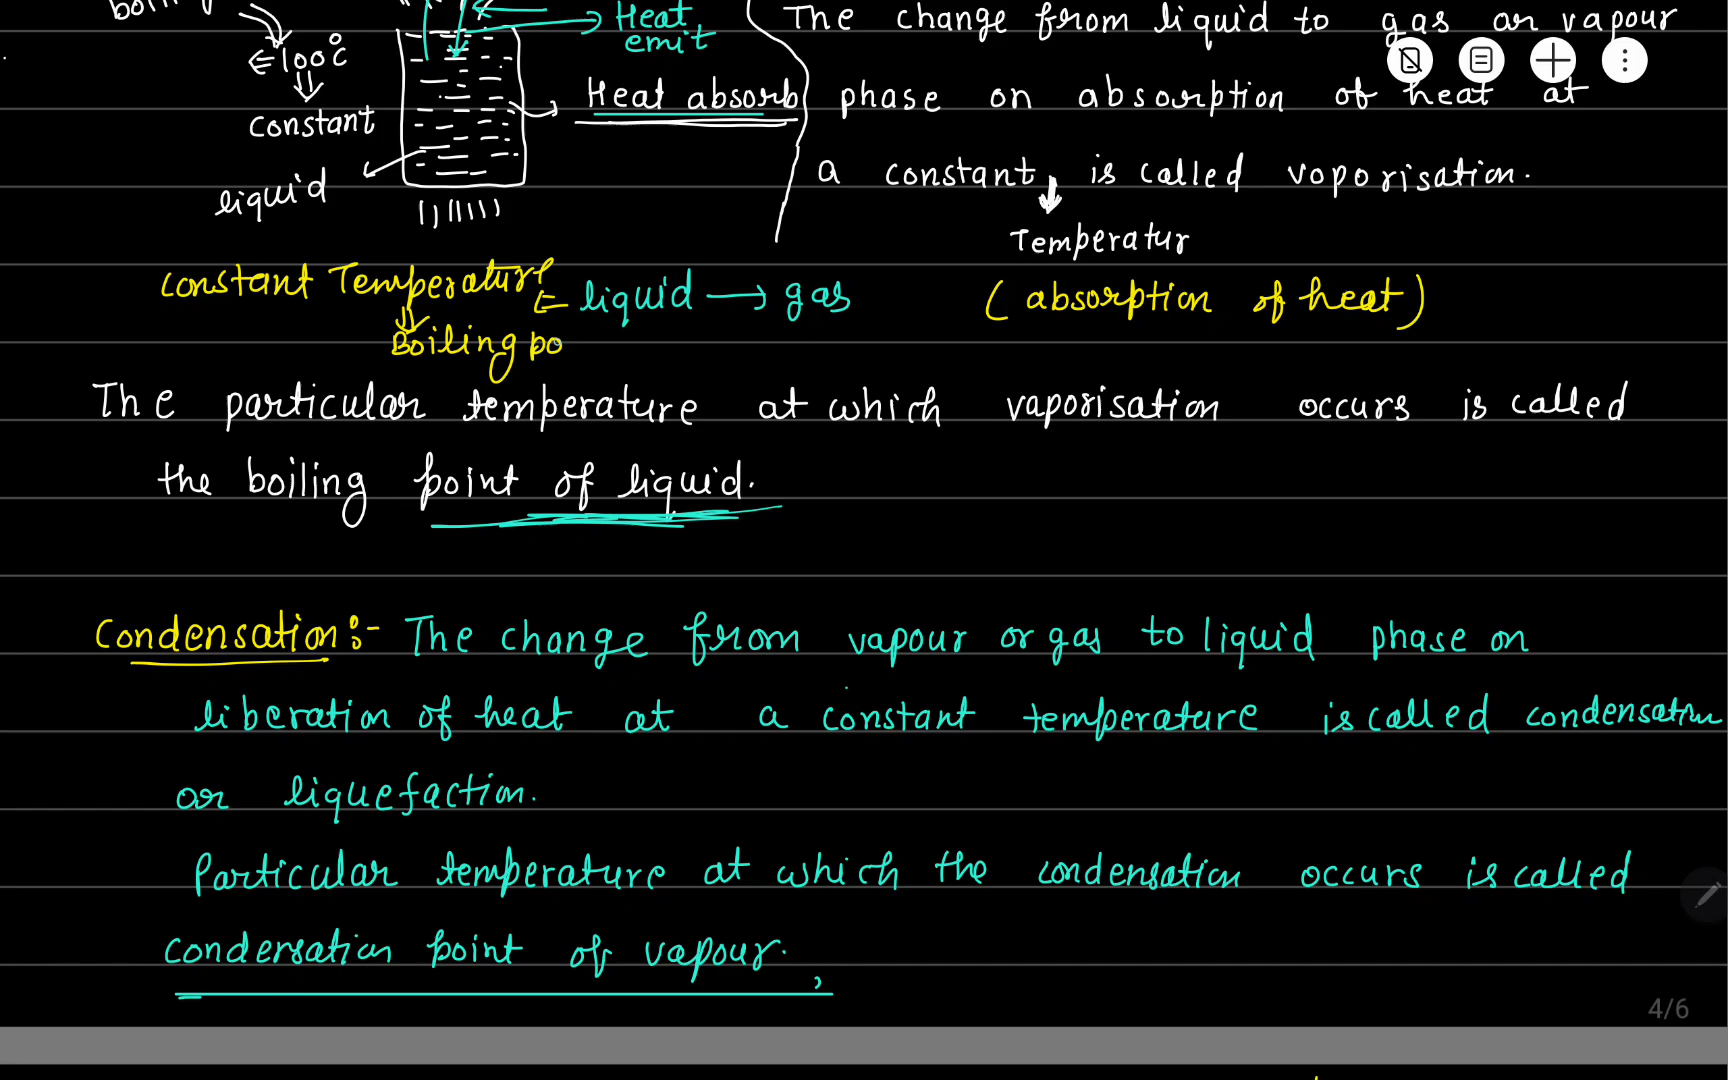 Heat
emit
100°C
constant
liquid
Heat absorb
The change from liquid to gas or vapour
phase on absorption of heat at
a constant is called voporisation.
Temperatur
constant Temperature
Boiling po
liquid → gas (absorption of heat)
The particular temperature at which vaporisation occurs is called
the boiling point of liquid.
Condensation:- The change from vapour or gas to liquid phase on
liberation of heat at a constant temperature is called condensation
or liquefaction.
Particular temperature at which the condensation occurs is called
condensation point of vapour.
4/6